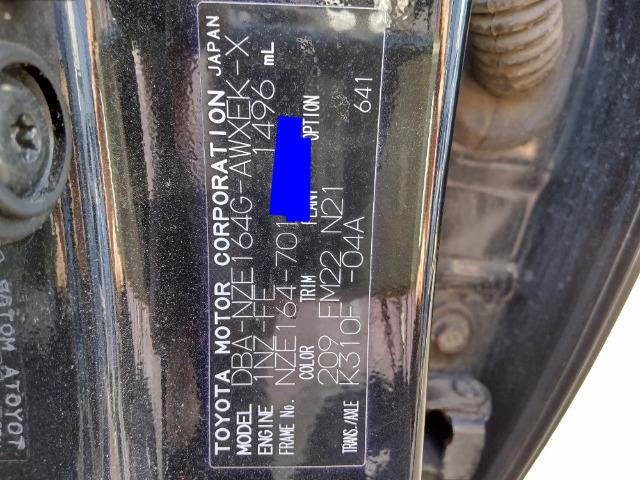 TOYOTA MOTOR CORPORATION JAPAN
MODEL DBA-NZE164G-AWXEK-X
ENGINE 1NZ-FE 1496 mL
FRAME No. NZE164-701
COLOR TRIM PLANT OPTION
209 FM22 N21 641
TRANS./AXLE K310F -04A